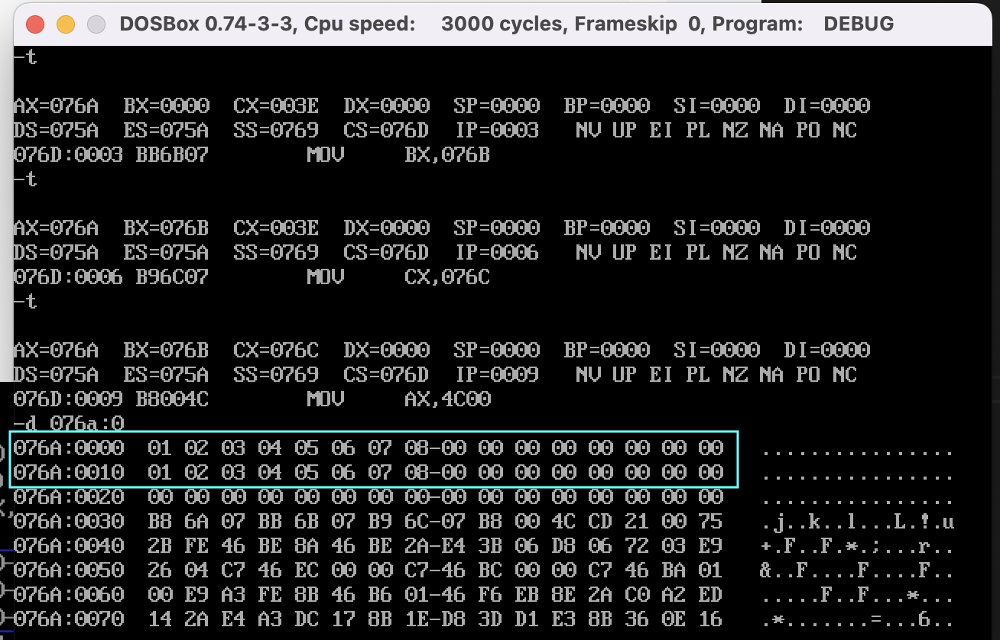 DOSBox 0.74-3-3, Cpu speed: 3000 cycles, Frameskip 0, Program: DEBUG
-t
AX=076A BX=0000 CX=003E DX=0000 SP=0000 BP=0000 SI=0000 DI=0000
DS=075A ES=075A SS=0769 CS=076D IP=0003 NV UP EI PL NZ NA PO NC
076D:0003 BB6B07 MOV BX,076B
-t
AX=076A BX=076B CX=003E DX=0000 SP=0000 BP=0000 SI=0000 DI=0000
DS=075A ES=075A SS=0769 CS=076D IP=0006 NV UP EI PL NZ NA PO NC
076D:0006 B96C07 MOV CX,076C
-t
AX=076A BX=076B CX=076C DX=0000 SP=0000 BP=0000 SI=0000 DI=0000
DS=075A ES=075A SS=0769 CS=076D IP=0009 NV UP EI PL NZ NA PO NC
076D:0009 B8004C MOV AX,4C00
-d 076a:0
076A:0000 01 02 03 04 05 06 07 08-00 00 00 00 00 00 00 00 ................
076A:0010 01 02 03 04 05 06 07 08-00 00 00 00 00 00 00 00 ................
076A:0020 00 00 00 00 00 00 00 00-00 00 00 00 00 00 00 00 ................
076A:0030 B8 6A 07 BB 6B 07 B9 6C-07 B8 00 4C CD 21 00 75 .j..k..l...L.!.u
076A:0040 2B FE 46 BE 8A 46 BE 2A-E4 3B 06 D8 06 72 03 E9 +.F..F.*.;...r..
076A:0050 26 04 C7 46 EC 00 00 C7-46 BC 00 00 C7 46 BA 01 &..F....F....F..
076A:0060 00 E9 A3 FE 8B 46 B6 01-46 F6 EB 8E 2A C0 A2 ED .....F..F...*...
076A:0070 14 2A E4 A3 DC 17 8B 1E-D8 3D D1 E3 8B 36 0E 16 .*.......=...6..